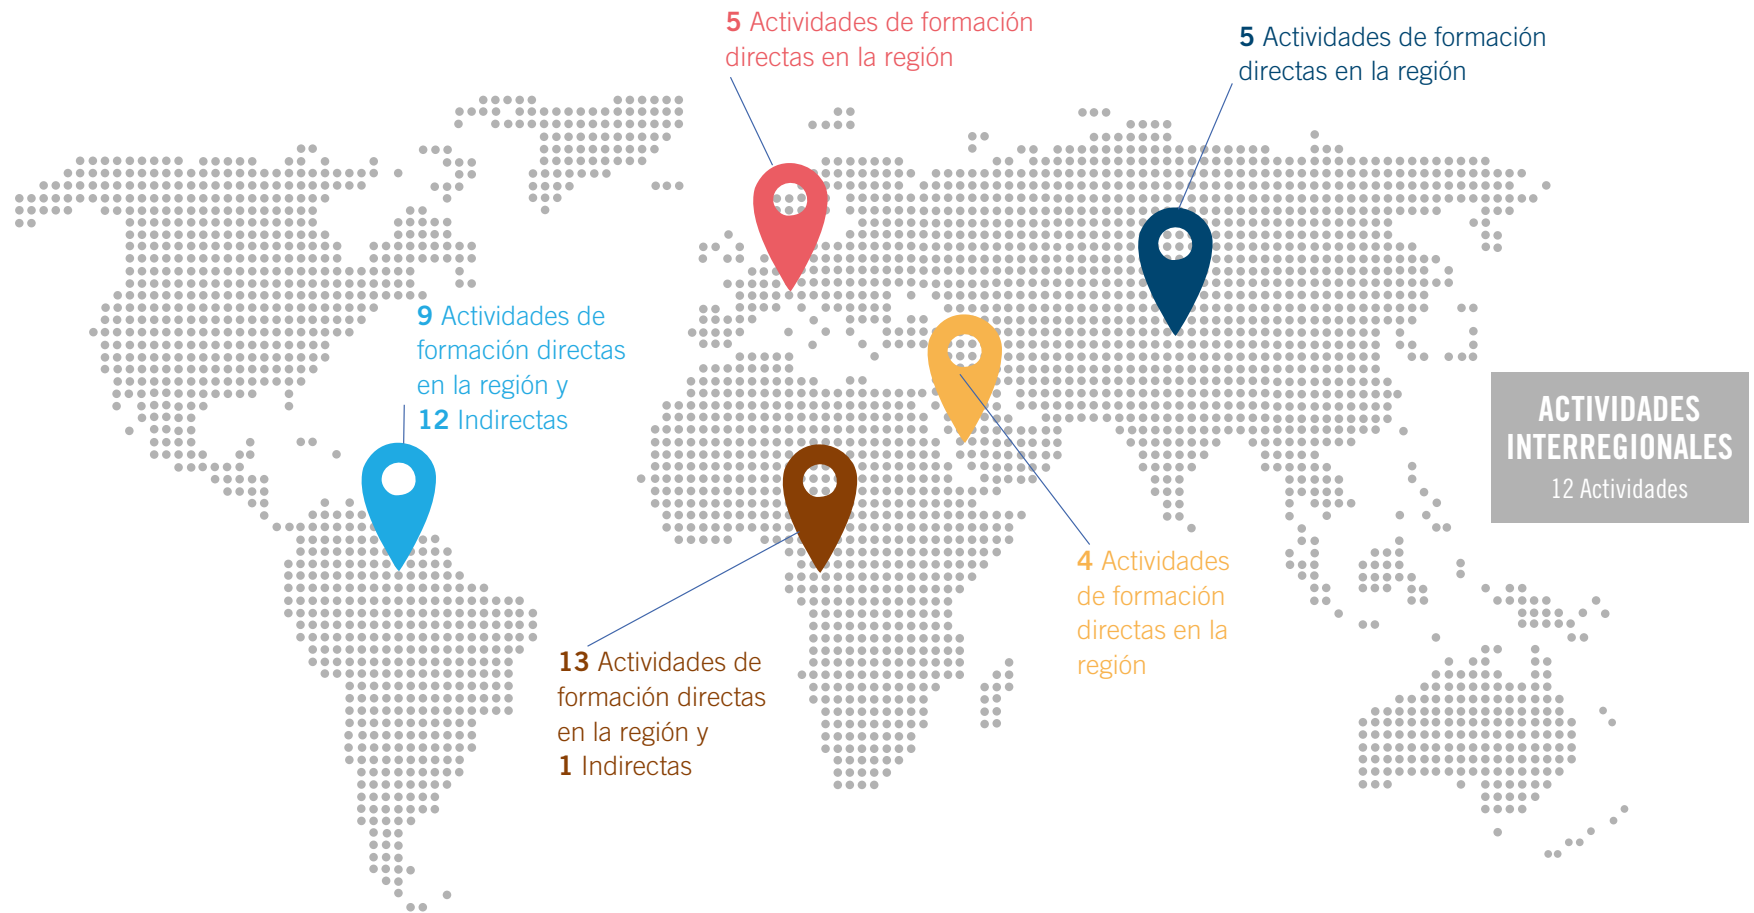 5 Actividades de formación
directas en la región
5 Actividades de formación
directas en la región
9 Actividades de
formación directas
en la región y
12 Indirectas
ACTIVIDADES
INTERREGIONALES
12 Actividades
4 Actividades
de formación
directas en la
región
13 Actividades de
formación directas
en la región y
1 Indirectas